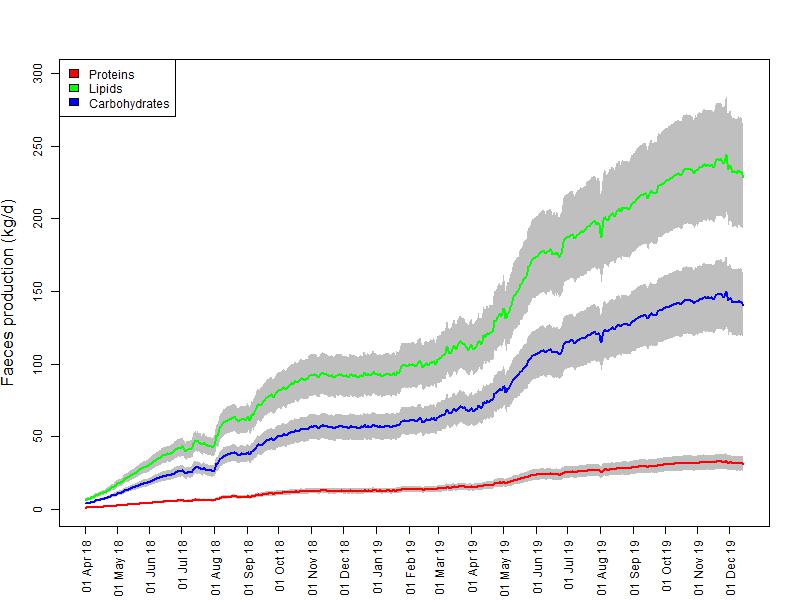 Proteins
Lipids
Carbohydrates
Faeces production (kg/d)
300
250
200
150
100
50
0
01 Apr 18
01 May 18
01 Jun 18
01 Jul 18
01 Aug 18
01 Sep 18
01 Oct 18
01 Nov 18
01 Dec 18
01 Jan 19
01 Feb 19
01 Mar 19
01 Apr 19
01 May 19
01 Jun 19
01 Jul 19
01 Aug 19
01 Sep 19
01 Oct 19
01 Nov 19
01 Dec 19